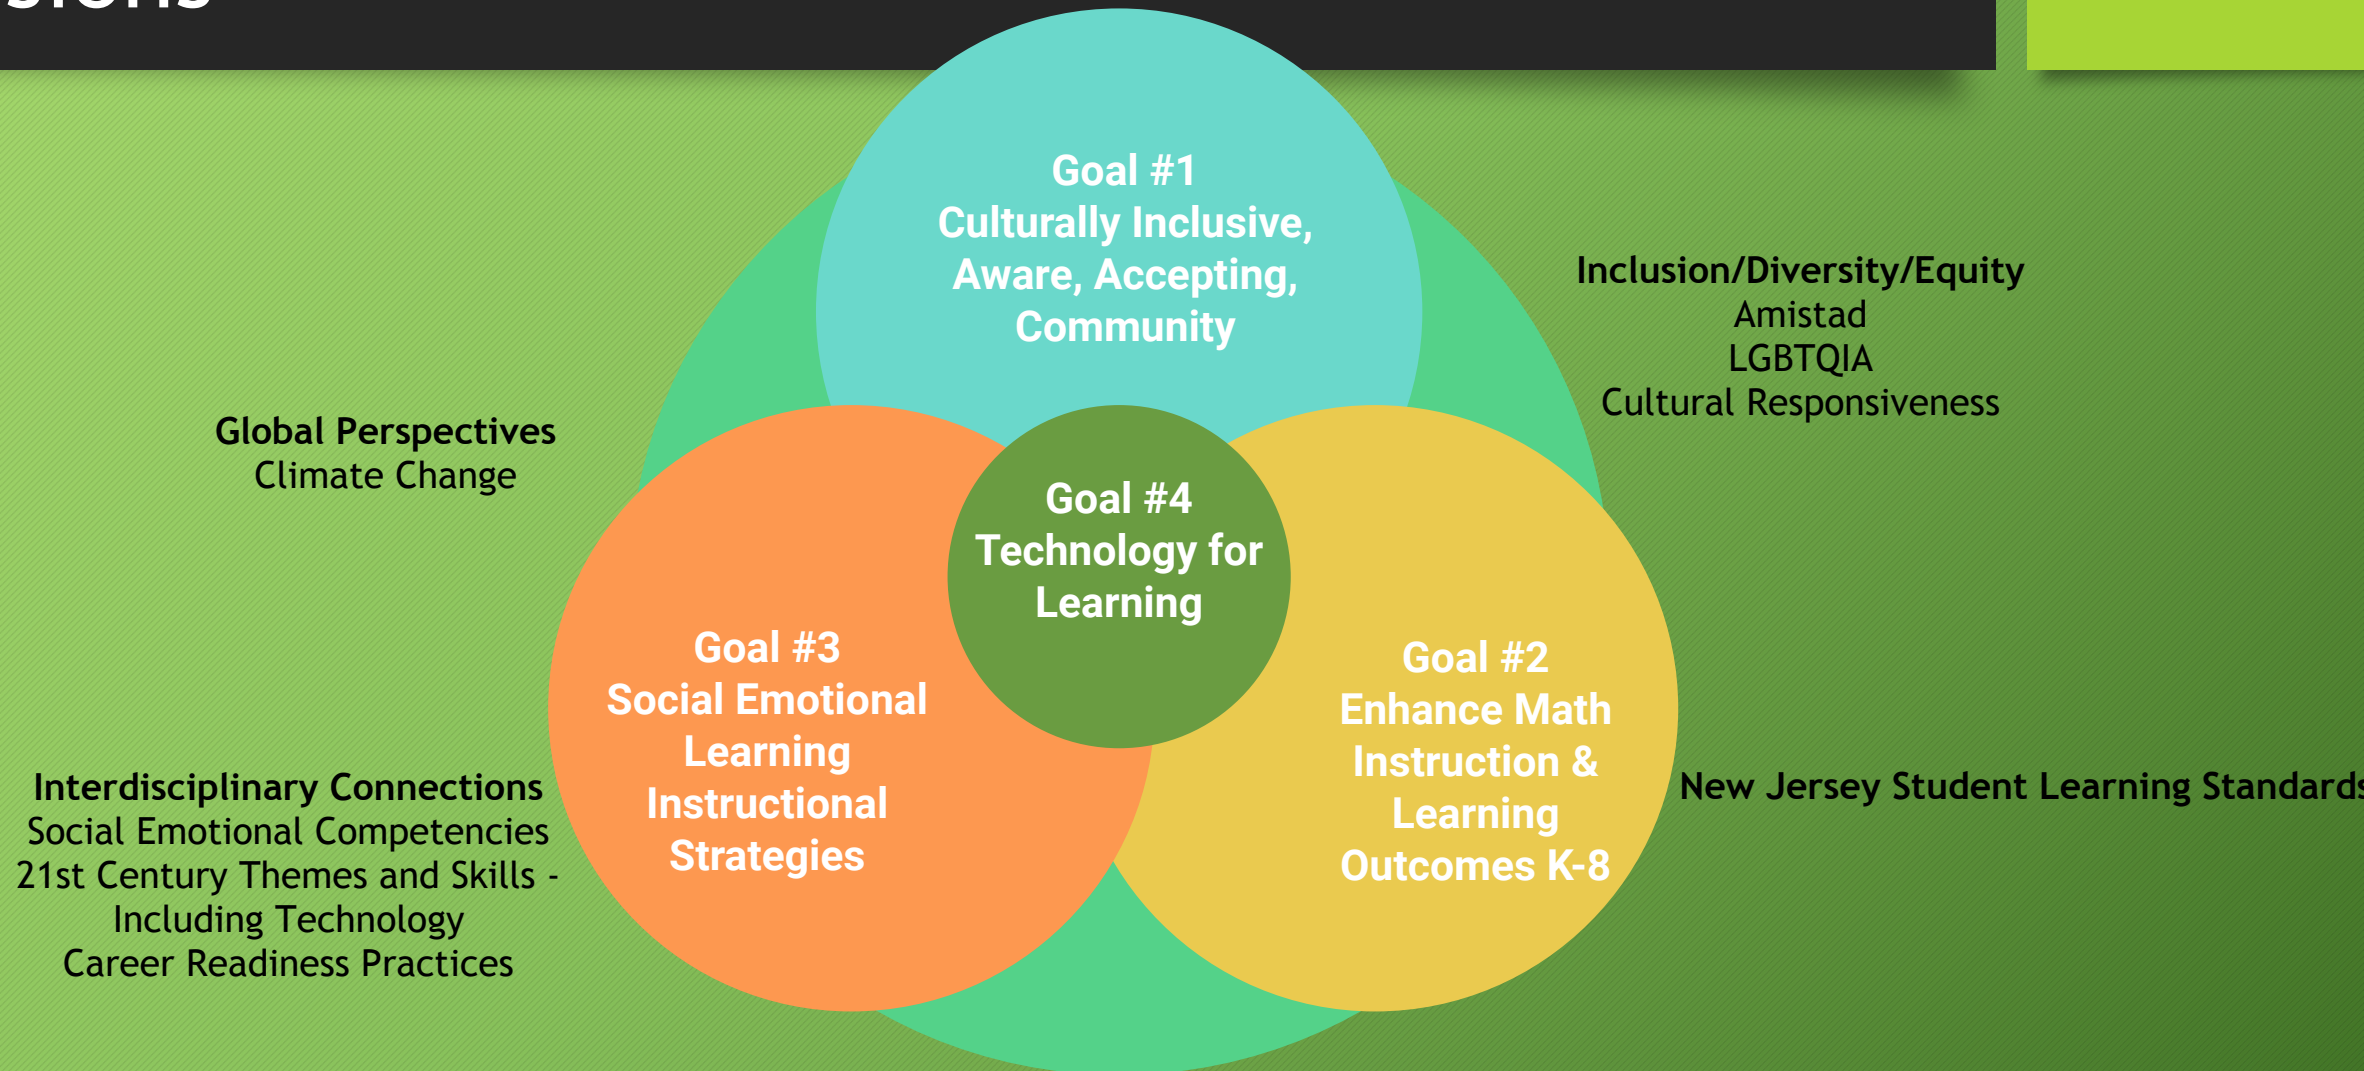 Goal #1
Culturally Inclusive,
Aware, Accepting,
Community
Inclusion/Diversity/Equity
Amistad
LGBTQIA
Cultural Responsiveness
Global Perspectives
Climate Change
Goal #4
Technology for
Learning
Goal #3
Social Emotional
Learning
Instructional
Strategies
Goal #2
Enhance Math
Instruction &
Learning
Outcomes K-8
Interdisciplinary Connections
Social Emotional Competencies
21st Century Themes and Skills -
Including Technology
Career Readiness Practices
New Jersey Student Learning Standards